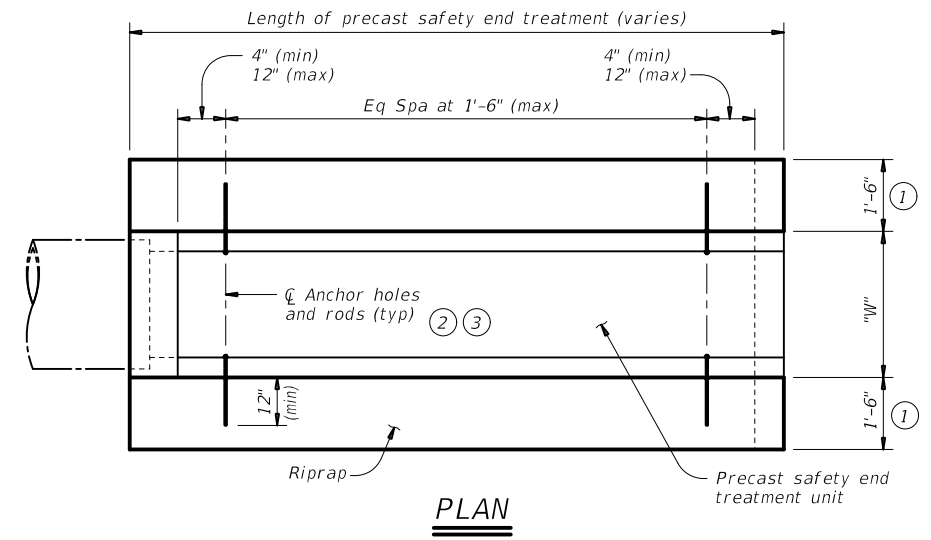 Length of precast safety end treatment (varies)
4" (min)
12" (max)
4" (min)
12" (max)
Eq Spa at 1'-6" (max)
1'-6"
1
℄ Anchor holes
and rods (typ)
2 3
"W"
12"
(min)
1'-6"
1
Riprap
Precast safety end
treatment unit
PLAN